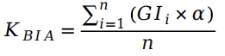 K_{BIA} = \frac{\sum_{i=1}^{n} (GI_i \times \alpha)}{n}